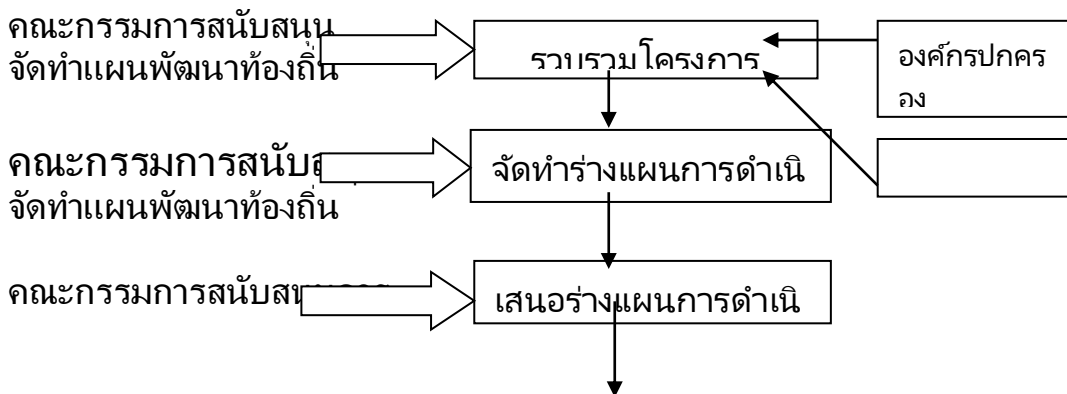 คณะกรรมการสนับสนุน
จัดทำแผนพัฒนาท้องถิ่น
รวบรวมโครงการ
องค์กรปกคร
อง
จัดทำแผนพัฒนาท้องถิ่น
จัดทำร่างแผนการดำเนิ
เสนอร่างแผนการดำเนิ